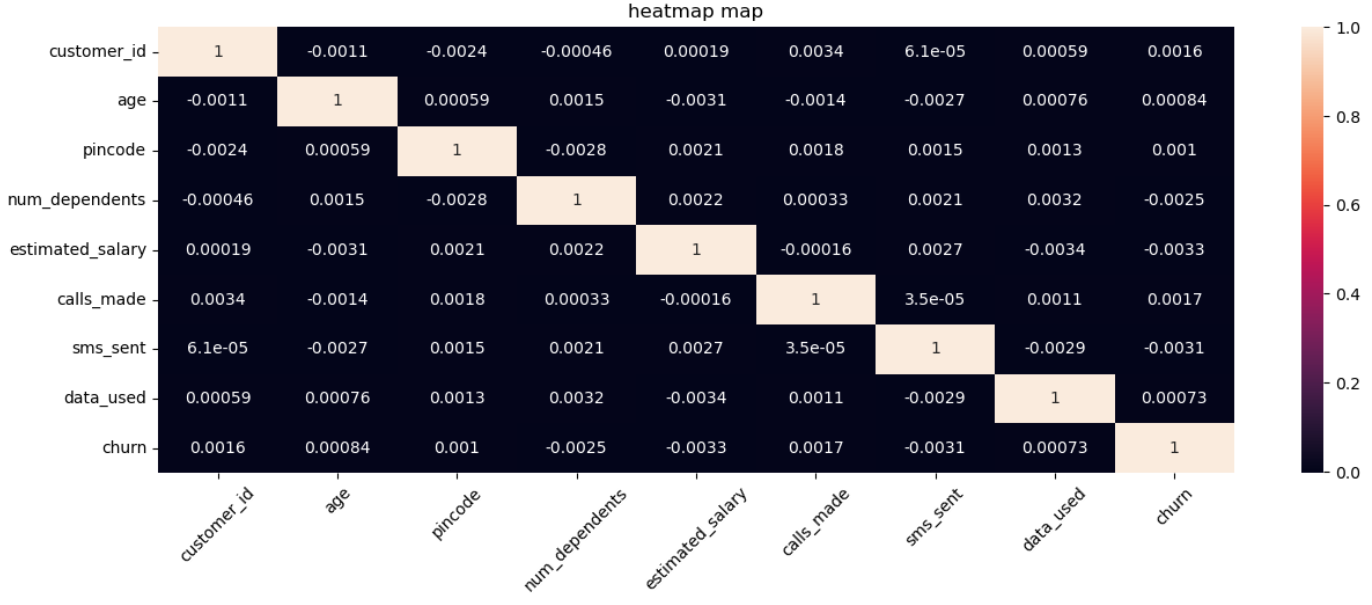 heatmap map
customer_id 1 -0.0011 -0.0024 -0.00046 0.00019 0.0034 6.1e-05 0.00059 0.0016
age -0.0011 1 0.00059 0.0015 -0.0031 -0.0014 -0.0027 0.00076 0.00084
pincode -0.0024 0.00059 1 -0.0028 0.0021 0.0018 0.0015 0.0013 0.001
num_dependents -0.00046 0.0015 -0.0028 1 0.0022 0.00033 0.0021 0.0032 -0.0025
estimated_salary 0.00019 -0.0031 0.0021 0.0022 1 -0.00016 0.0027 -0.0034 -0.0033
calls_made 0.0034 -0.0014 0.0018 0.00033 -0.00016 1 3.5e-05 0.0011 0.0017
sms_sent 6.1e-05 -0.0027 0.0015 0.0021 0.0027 3.5e-05 1 -0.0029 -0.0031
data_used 0.00059 0.00076 0.0013 0.0032 -0.0034 0.0011 -0.0029 1 0.00073
churn 0.0016 0.00084 0.001 -0.0025 -0.0033 0.0017 -0.0031 0.00073 1
customer_id age pincode num_dependents estimated_salary calls_made sms_sent data_used churn
1.0
0.8
0.6
0.4
0.2
0.0